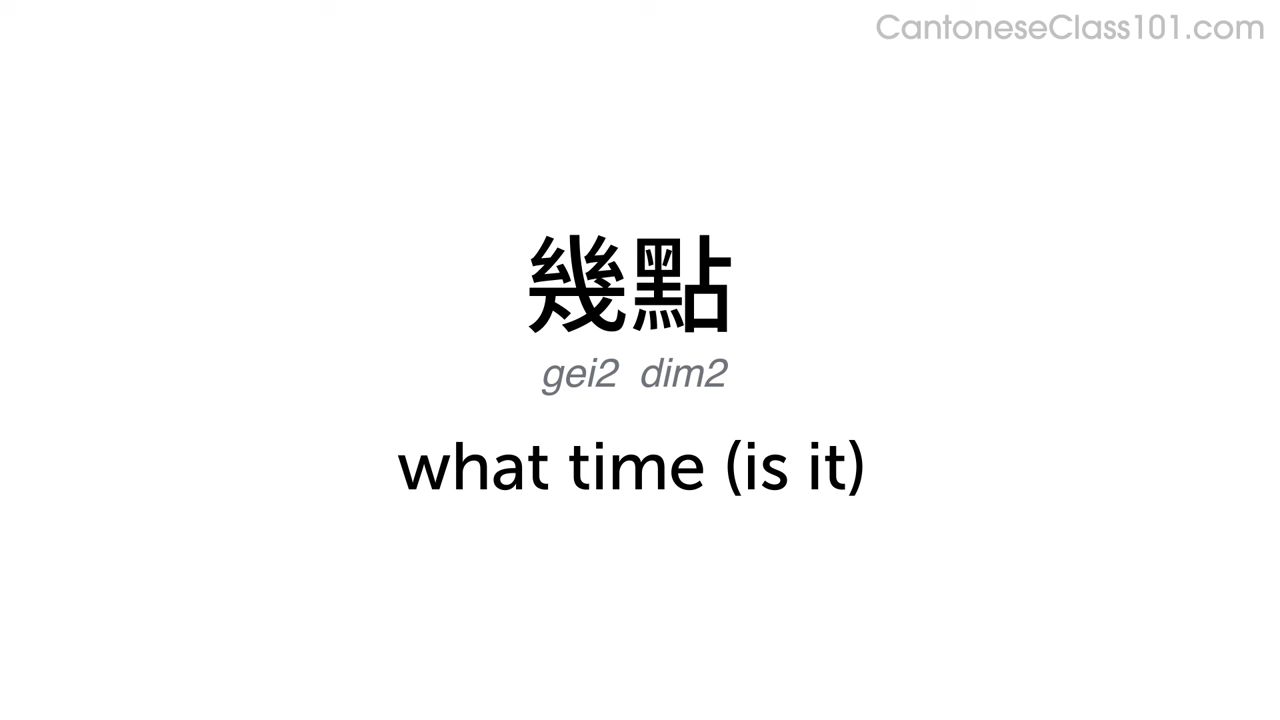 CantoneseClass101.com
幾點
gei2 dim2
what time (is it)